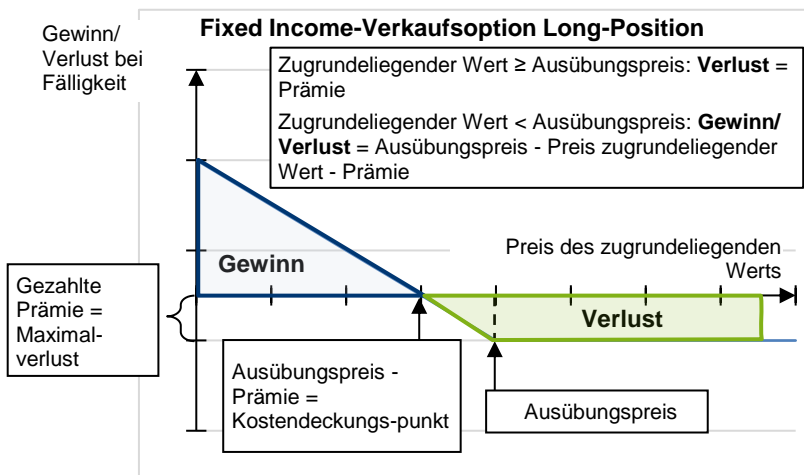 Fixed Income-Verkaufsoption Long-Position
Gewinn/
Verlust bei
Fälligkeit
Zugrundeliegender Wert ≥ Ausübungspreis: Verlust =
Prämie
Zugrundeliegender Wert < Ausübungspreis: Gewinn/
Verlust = Ausübungspreis - Preis zugrundeliegender
Wert - Prämie
Preis des zugrundeliegenden
Werts
Gewinn
Gezahlte
Prämie =
Maximal-
verlust
Verlust
Ausübungspreis -
Prämie =
Kostendeckungs-punkt
Ausübungspreis